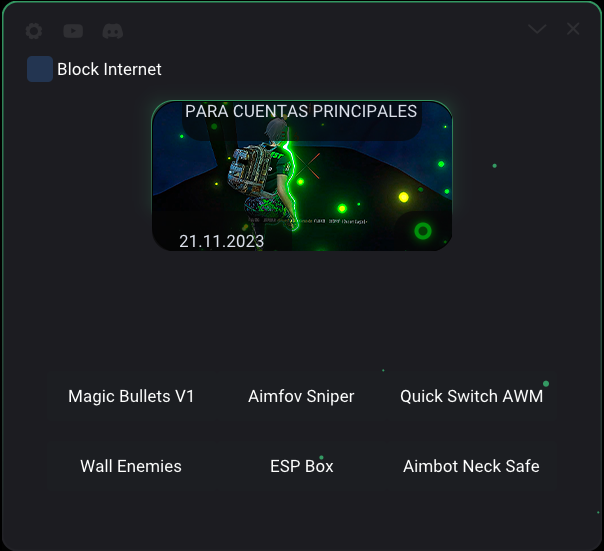 Block Internet
PARA CUENTAS PRINCIPALES
21.11.2023
Magic Bullets V1
Aimfov Sniper
Quick Switch AWM
Wall Enemies
ESP Box
Aimbot Neck Safe